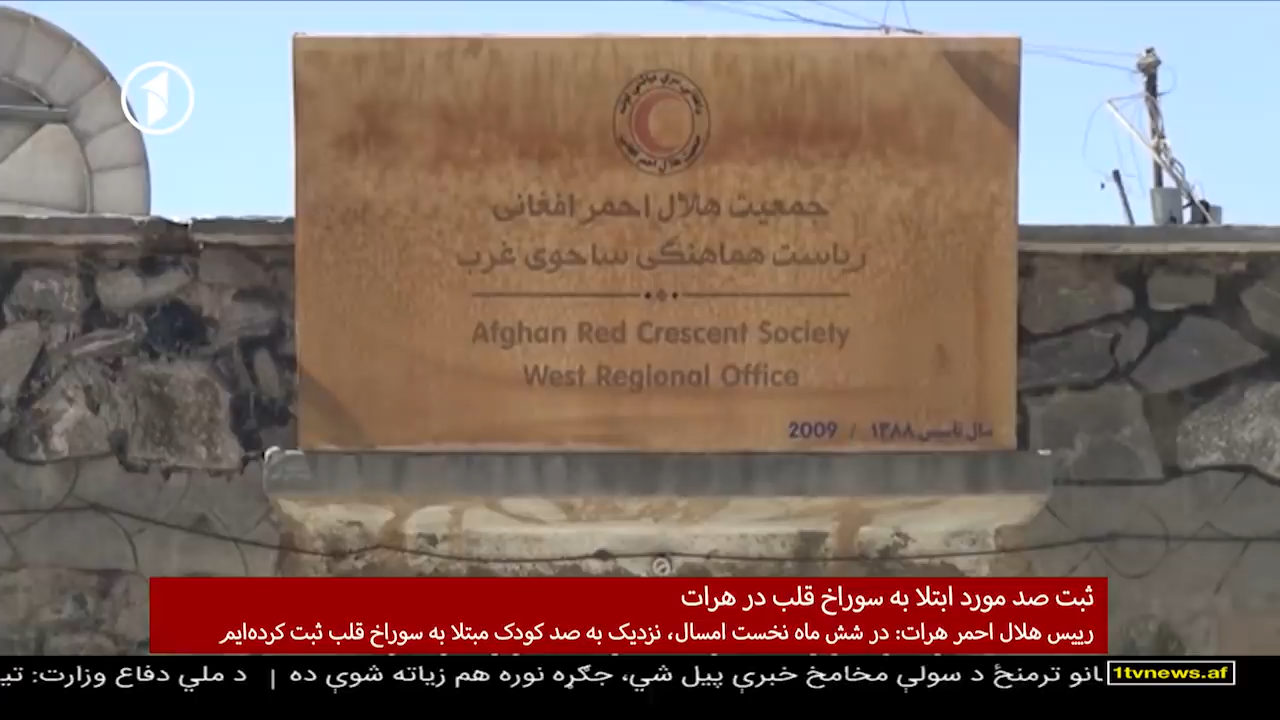 جمعیت هلال احمر افغانی
ریاست هماهنگی ساحوی غرب
Afghan Red Crescent Society
West Regional Office
سال تاسیس ۱۳۸۸ / 2009
ثبت صد مورد ابتلا به سوراخ قلب در هرات
رییس هلال احمر هرات: در شش ماه نخست امسال، نزدیک به صد کودک مبتلا به سوراخ قلب ثبت کرده‌ایم
ترمنځ د سولې مخامخ خبرې پیل شي، جګړه نوره هم زیاته شوې ده | د ملي دفاع وزارت:
1tvnews.af